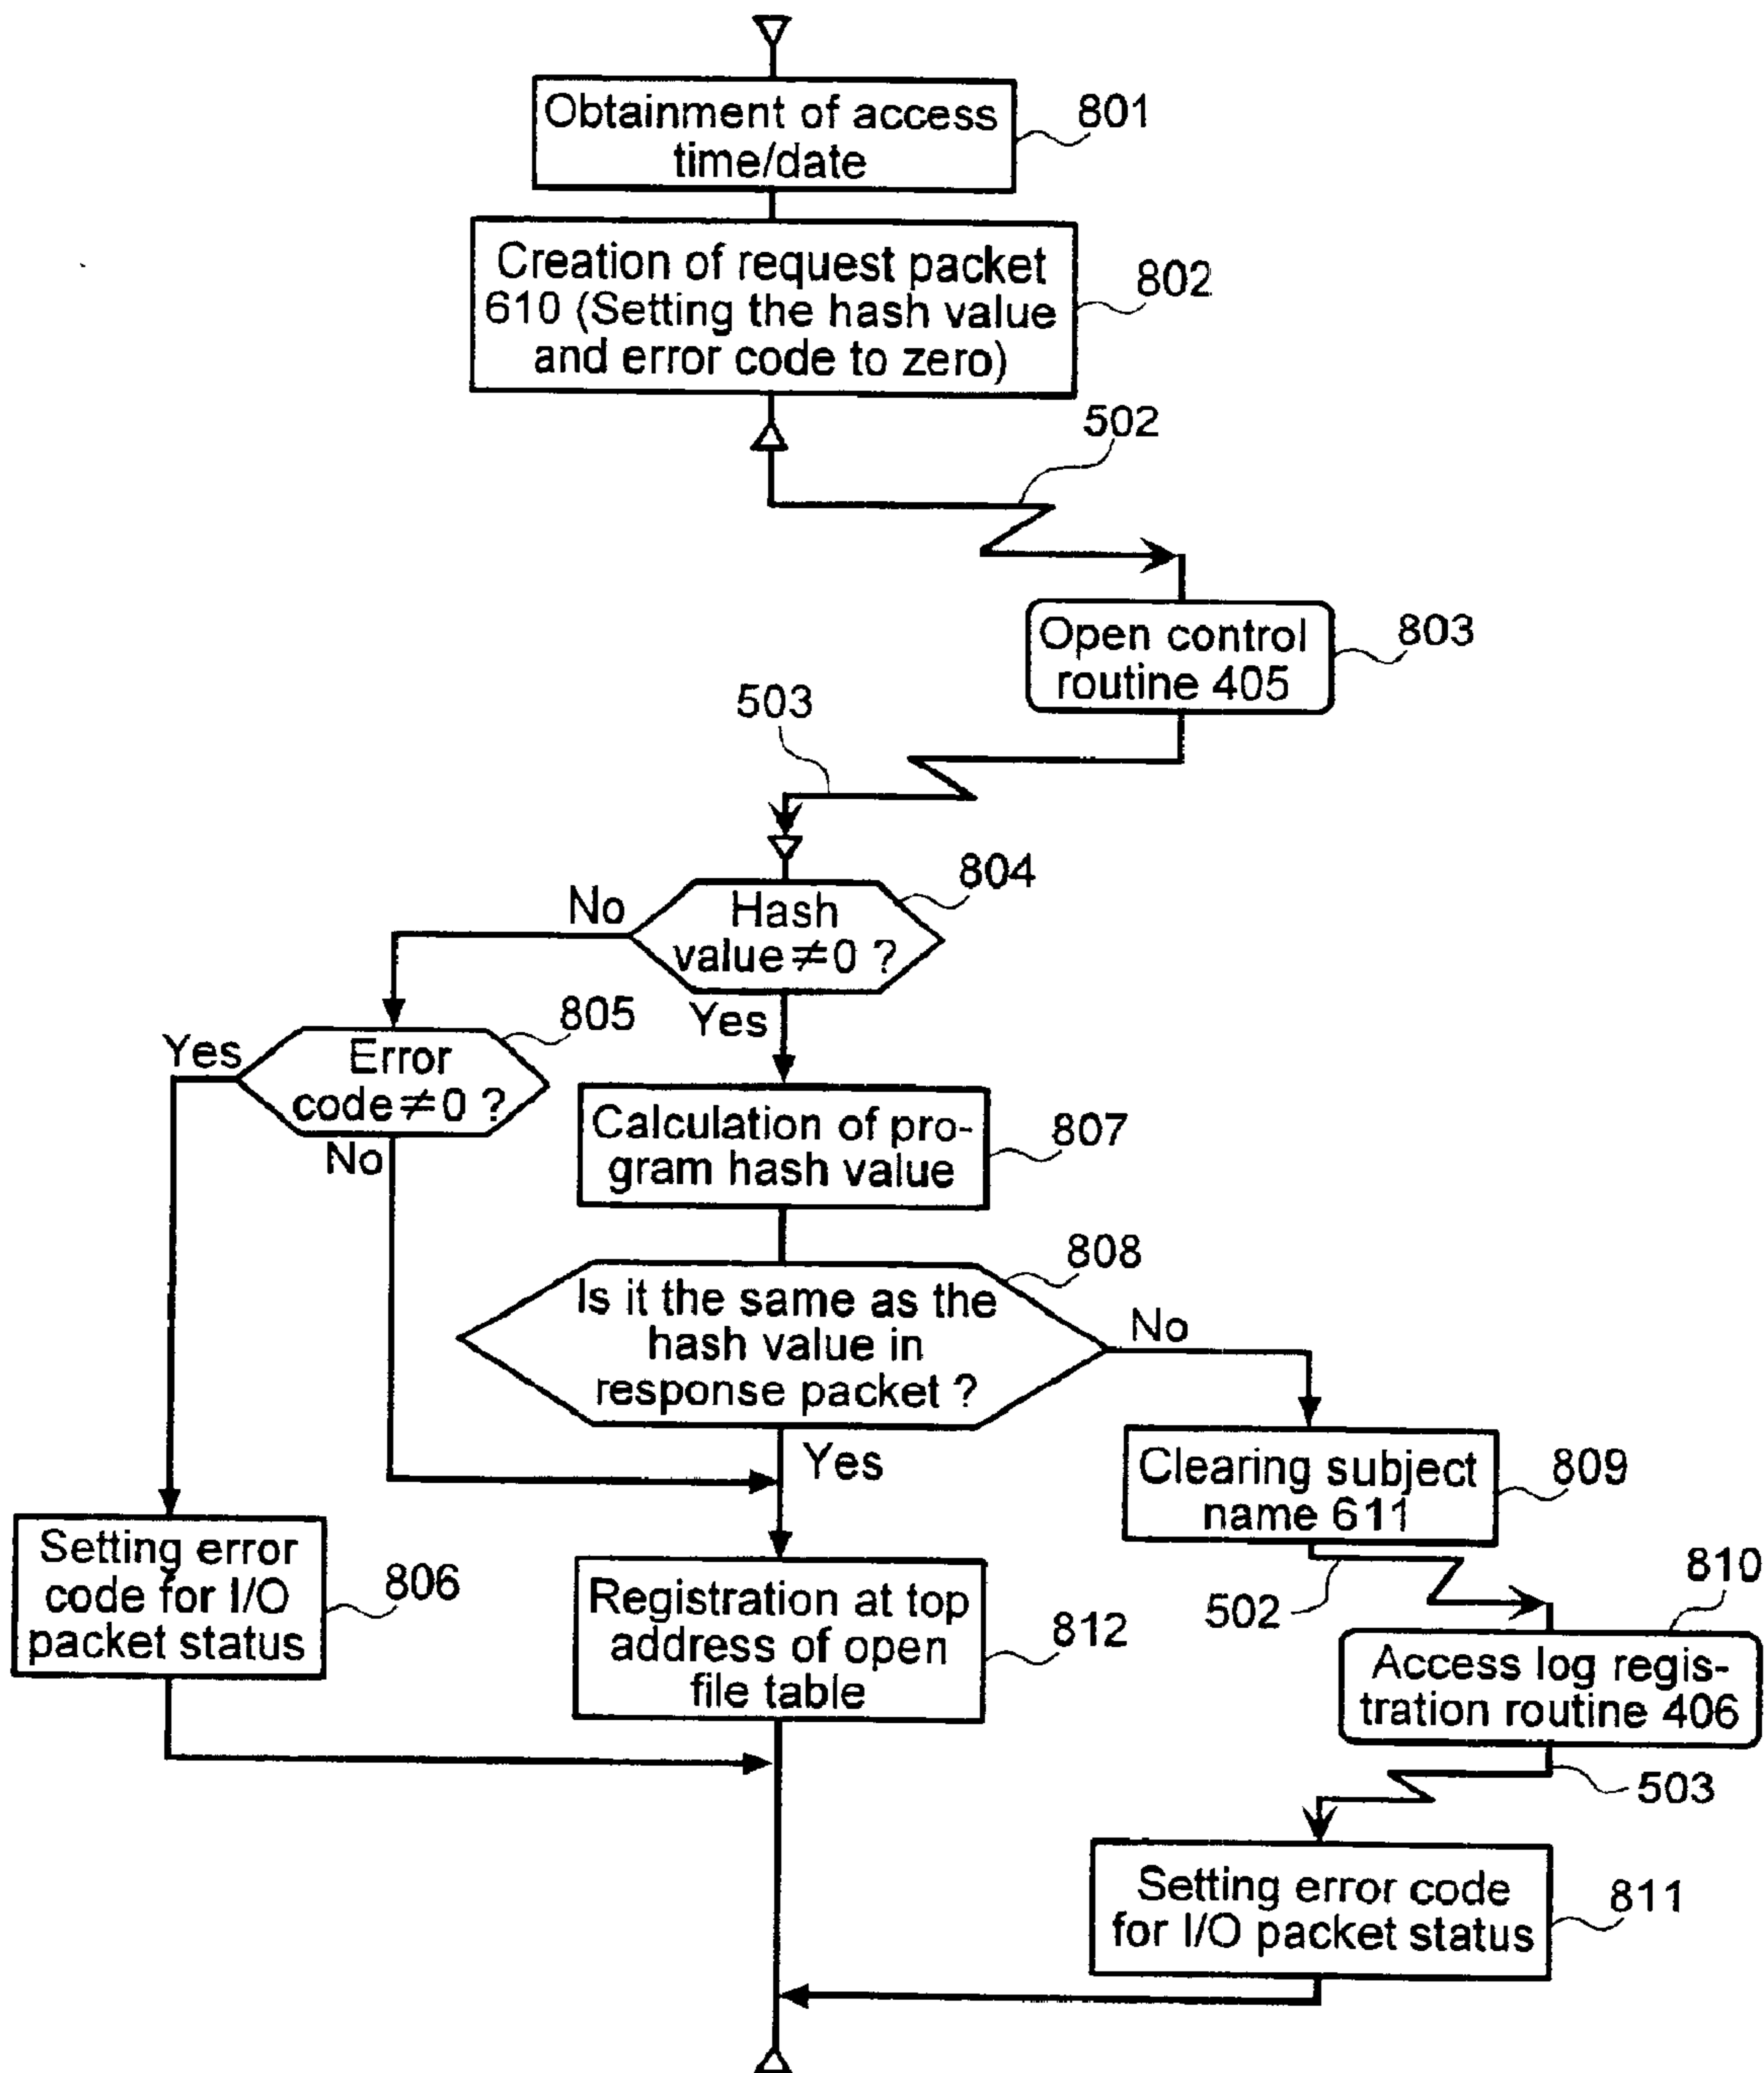 Obtainment of access
time/date
801
Creation of request packet
610 (Setting the hash value
and error code to zero)
802
502
Open control
routine 405
803
503
804
No
Hash
value≠0 ?
Yes
805
Yes
Error
code≠0 ?
No
Calculation of pro-
gram hash value
807
808
Is it the same as the
hash value in
response packet ?
No
Yes
Clearing subject
name 611
809
Setting error
code for I/O
packet status
806
Registration at top
address of open
file table
812
502
810
Access log regis-
tration routine 406
503
Setting error code
for I/O packet status
811